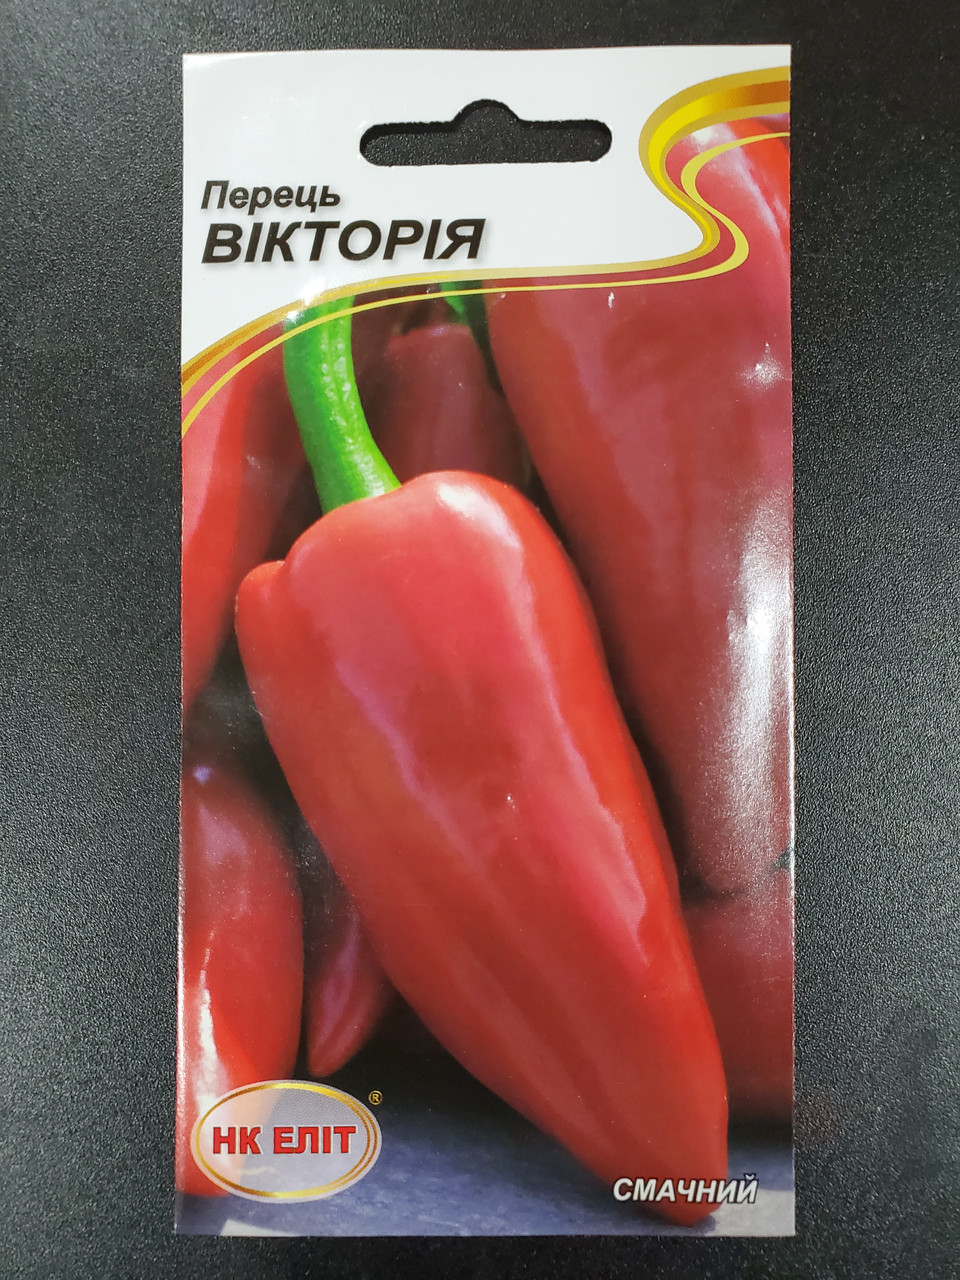 Перець
ВІКТОРІЯ
НК ЕЛІТ
®
СМАЧНИЙ